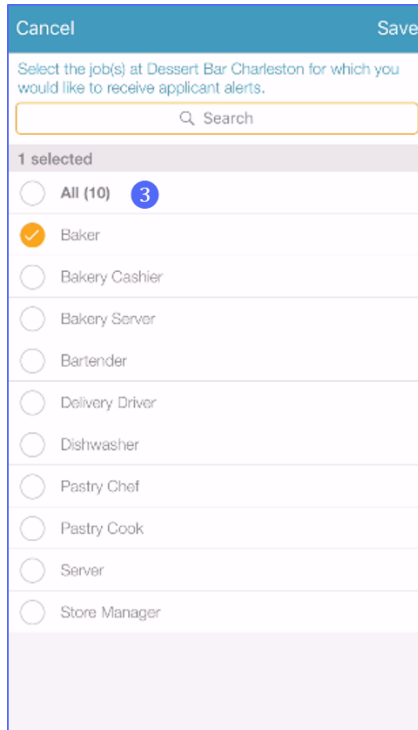 Cancel Save
Select the job(s) at Dessert Bar Charleston for which you
would like to receive applicant alerts.
Search
1 selected
All (10) 3
Baker
Bakery Cashier
Bakery Server
Bartender
Delivery Driver
Dishwasher
Pastry Chef
Pastry Cook
Server
Store Manager